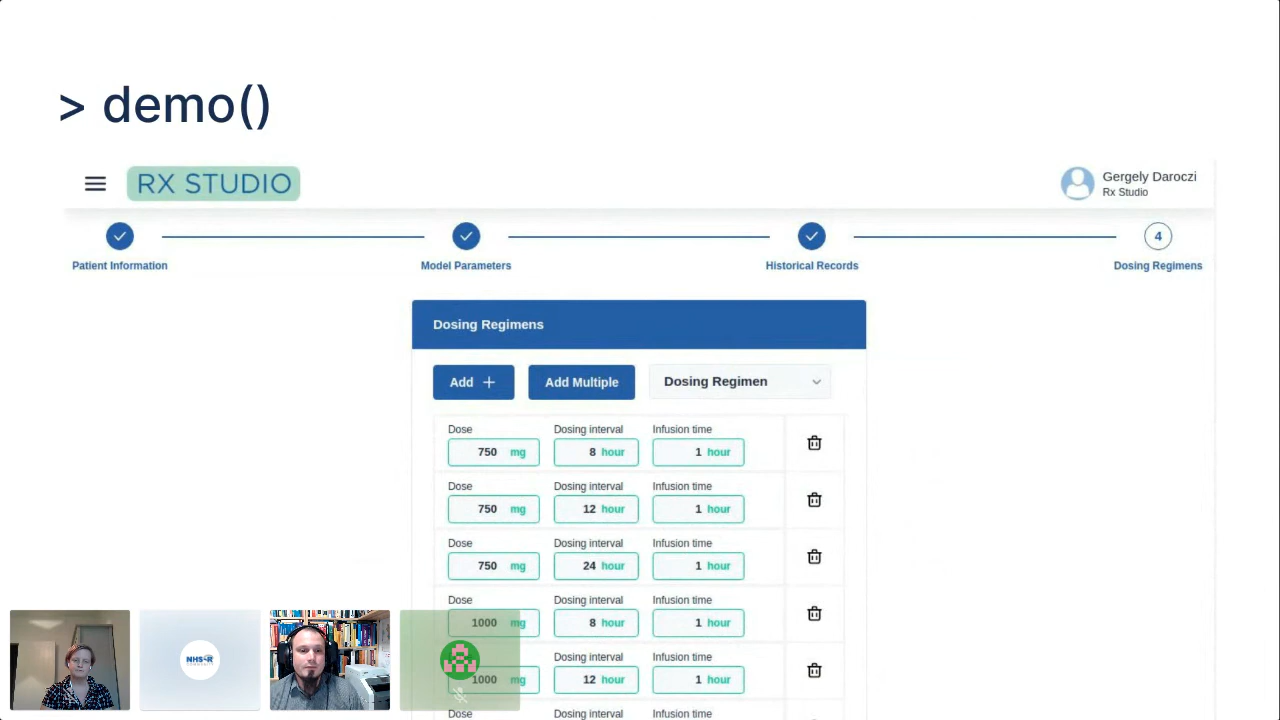 > demo()
RX STUDIO
Gergely Daroczi
Rx Studio
4
Patient Information
Model Parameters
Historical Records
Dosing Regimens
Dosing Regimens
Add +
Add Multiple
Dosing Regimen
Dose Dosing interval Infusion time
750 mg 8 hour 1 hour
Dose Dosing interval Infusion time
750 mg 12 hour 1 hour
Dose Dosing interval Infusion time
750 mg 24 hour 1 hour
Dose Dosing interval Infusion time
1000 mg 8 hour 1 hour
Dosing interval Infusion time
1000 mg 12 hour 1 hour
Dose Dosing interval Infusion time
NHS-R